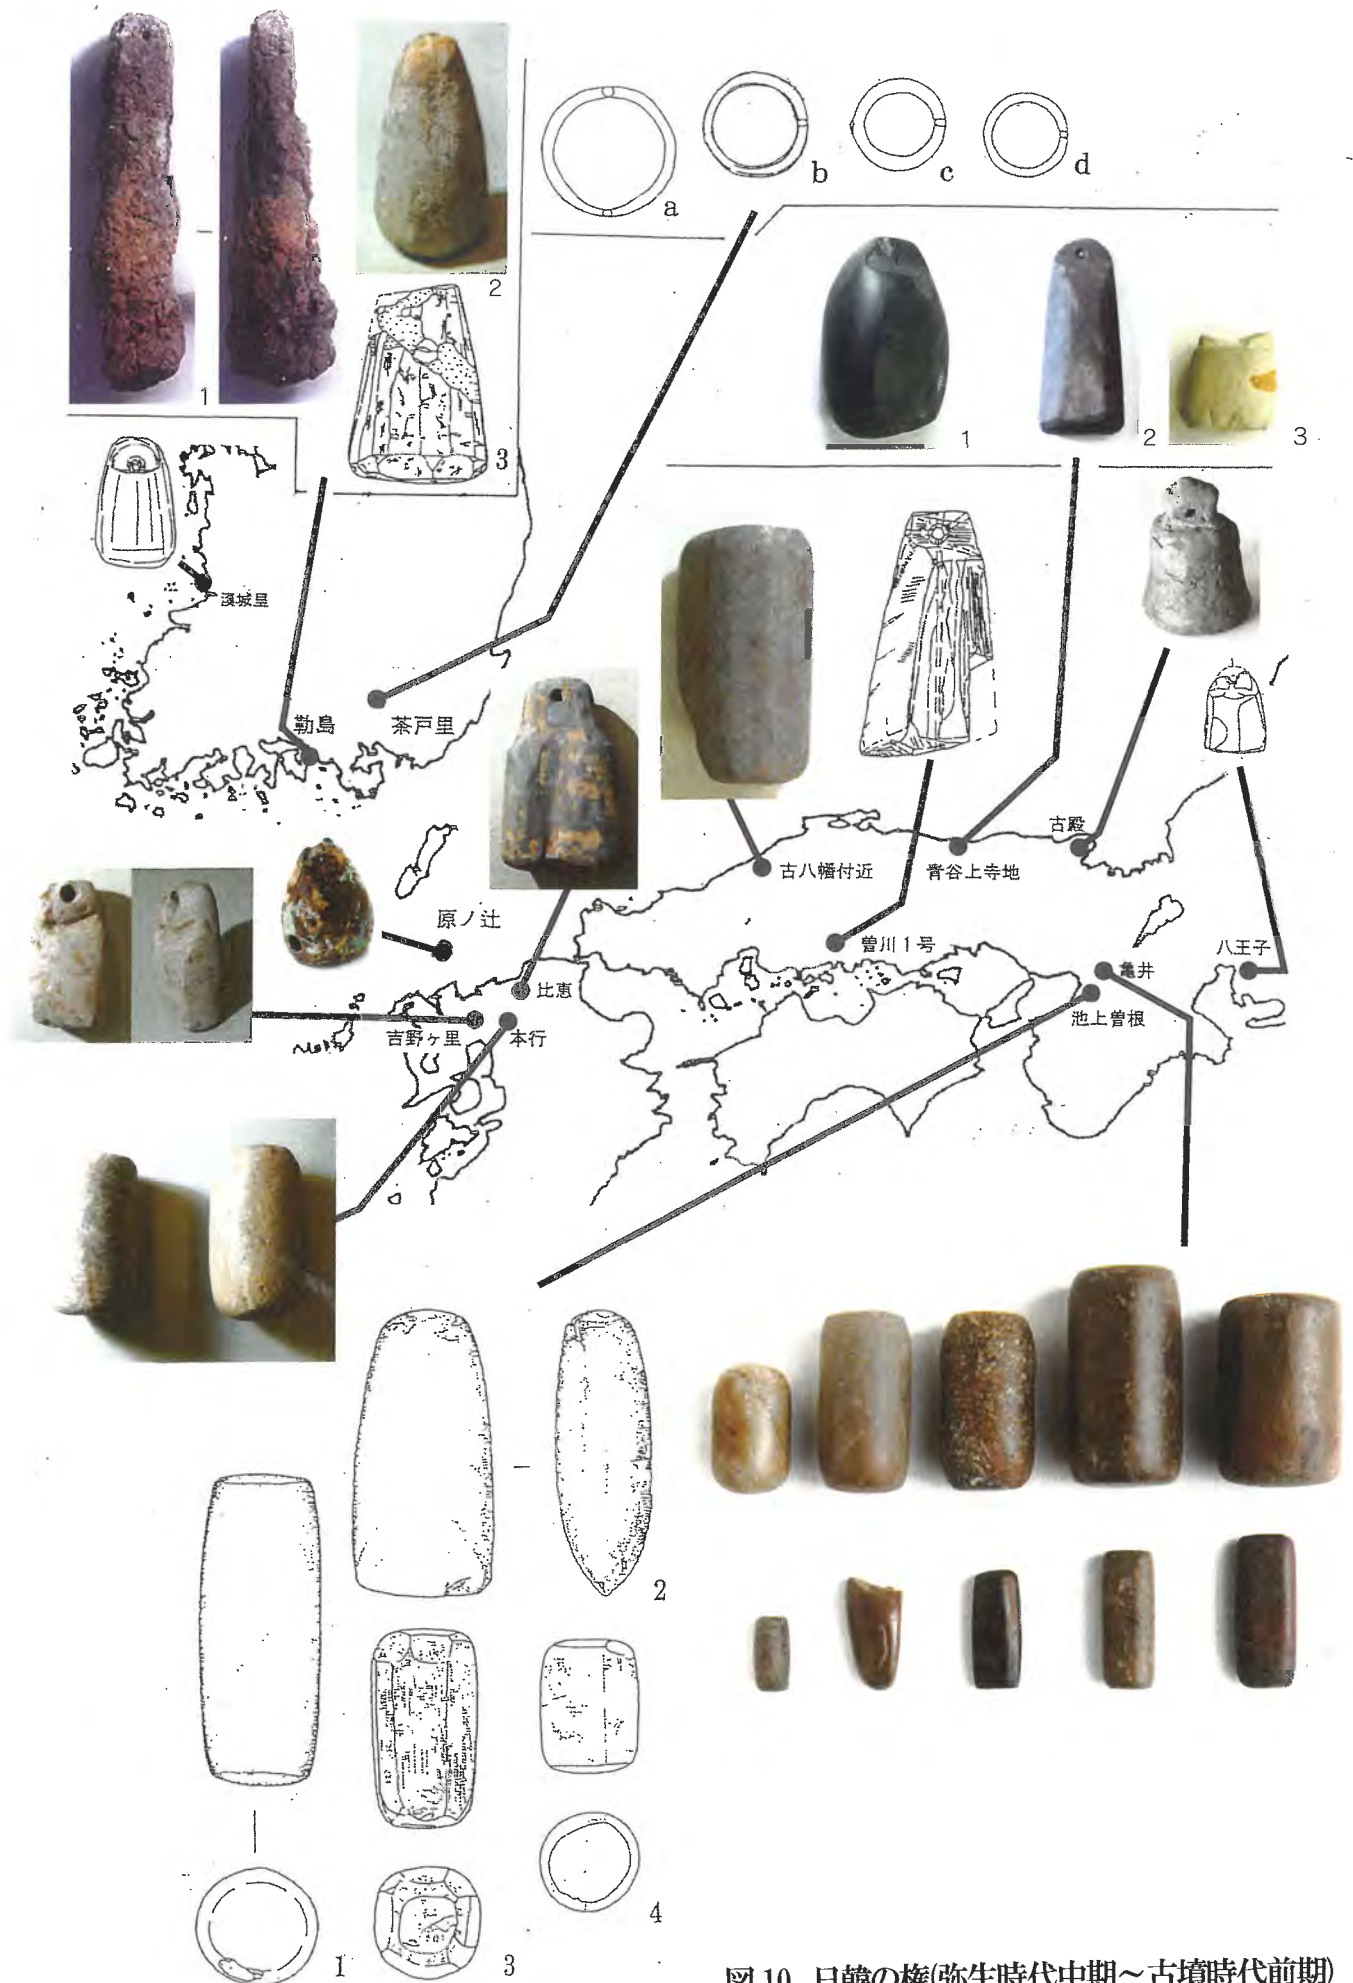 a
b
c
d
1
2
3
1
2
3
漢城里
勒島
茶戸里
古殿
古八幡付近
青谷上寺地
原ノ辻
曽川1号
八王子
亀井
比恵
池上曽根
吉野ヶ里
本行
2
1
3
4
図10 日韓の権(弥生時代中期~古墳時代前期)